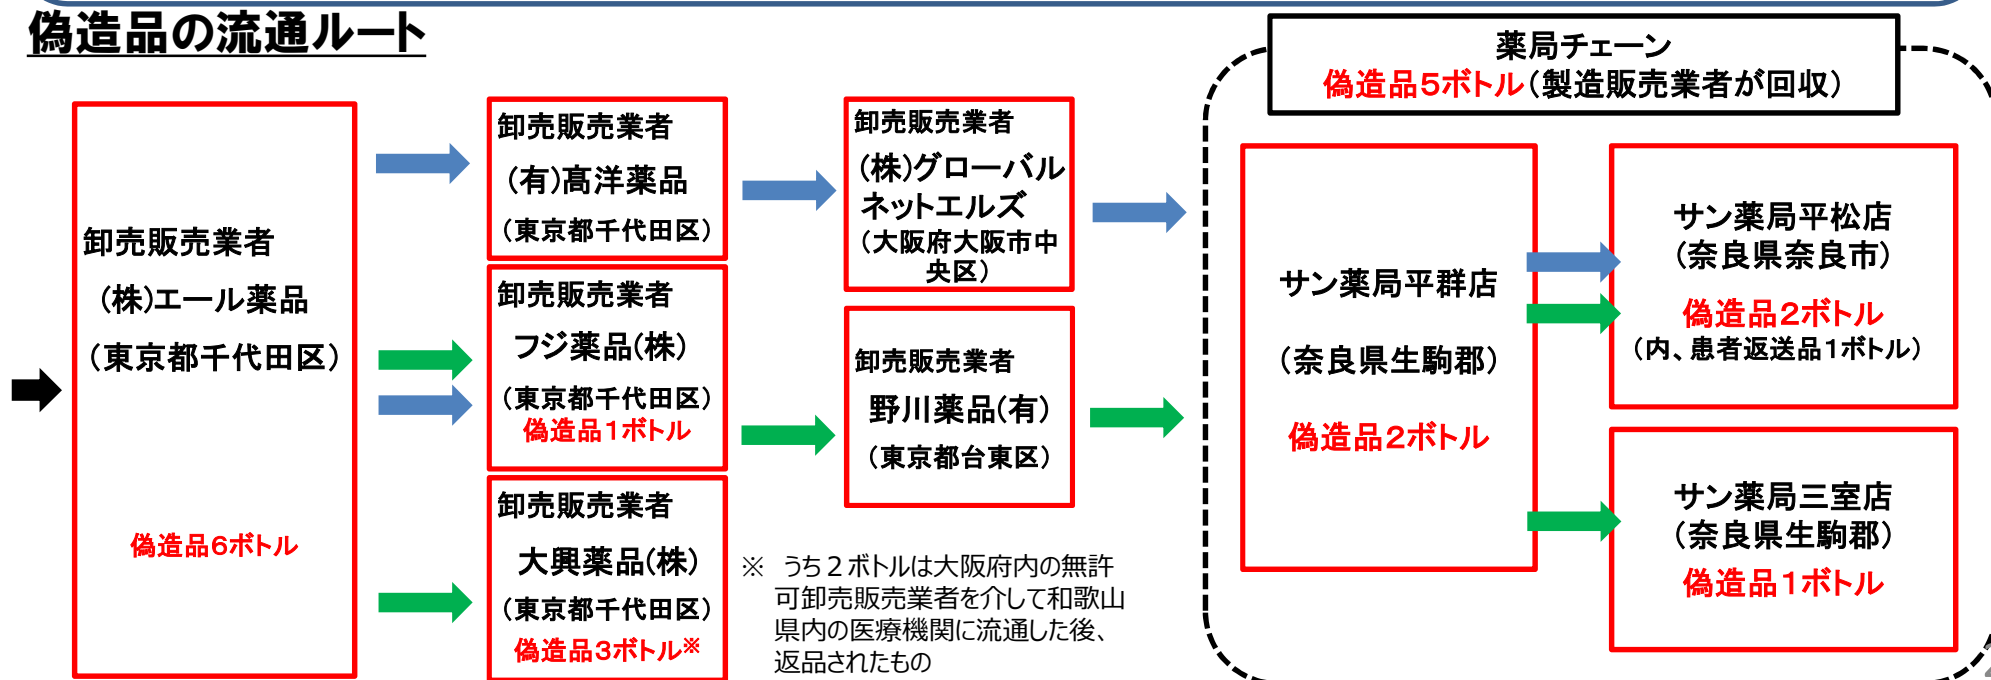 偽造品の流通ルート
卸売販売業者
(株)エール薬品
(東京都千代田区)
偽造品6ボトル
卸売販売業者
(有)髙洋薬品
(東京都千代田区)
卸売販売業者
フジ薬品(株)
(東京都千代田区)
偽造品1ボトル
卸売販売業者
大興薬品(株)
(東京都千代田区)
偽造品3ボトル※
卸売販売業者
(株)グローバル
ネットエルズ
(大阪府大阪市中
央区)
卸売販売業者
野川薬品(有)
(東京都台東区)
※ うち2ボトルは大阪府内の無許
可卸売販売業者を介して和歌山
県内の医療機関に流通した後、
返品されたもの
薬局チェーン
偽造品5ボトル(製造販売業者が回収)
サン薬局平群店
(奈良県生駒郡)
偽造品2ボトル
サン薬局平松店
(奈良県奈良市)
偽造品2ボトル
(内、患者返送品1ボトル)
サン薬局三室店
(奈良県生駒郡)
偽造品1ボトル